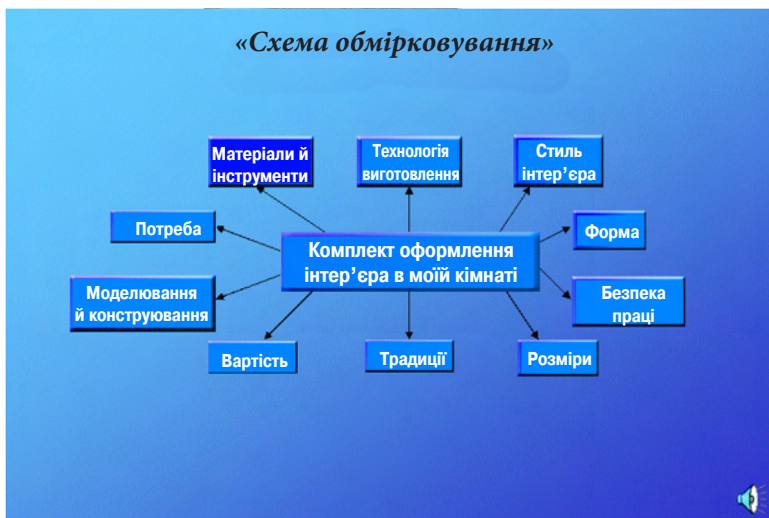 «Схема обмірковування»
Матеріали й
інструменти
Технологія
виготовлення
Стиль
інтер’єра
Потреба
Комплект оформлення
інтер’єра в моїй кімнаті
Форма
Моделювання
й конструювання
Безпека
праці
Вартість
Традиції
Розміри